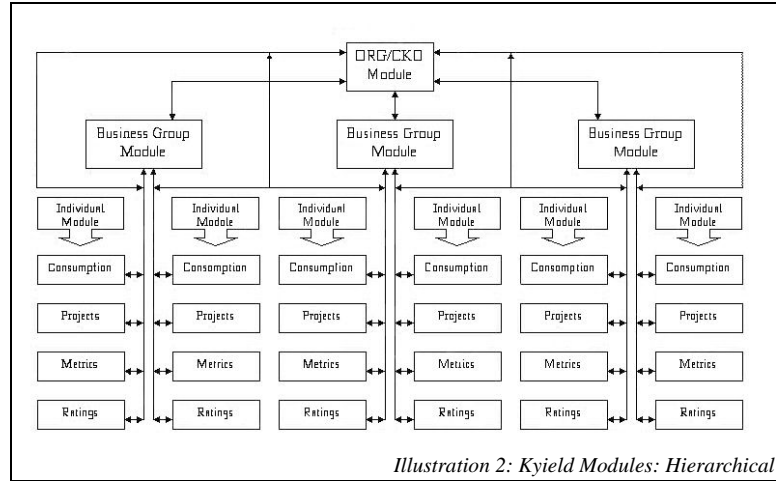 ORG/CKO
Module
Business Group
Module
Business Group
Module
Business Group
Module
Individual
Module
Individual
Module
Individual
Module
Individual
Module
Individual
Module
Individual
Module
Consumption
Consumption
Consumption
Consumption
Consumption
Consumption
Projects
Projects
Projects
Projects
Projects
Projects
Metrics
Metrics
Metrics
Metrics
Metrics
Metrics
Ratings
Ratings
Ratings
Ratings
Ratings
Ratings
Illustration 2: Kyield Modules: Hierarchical